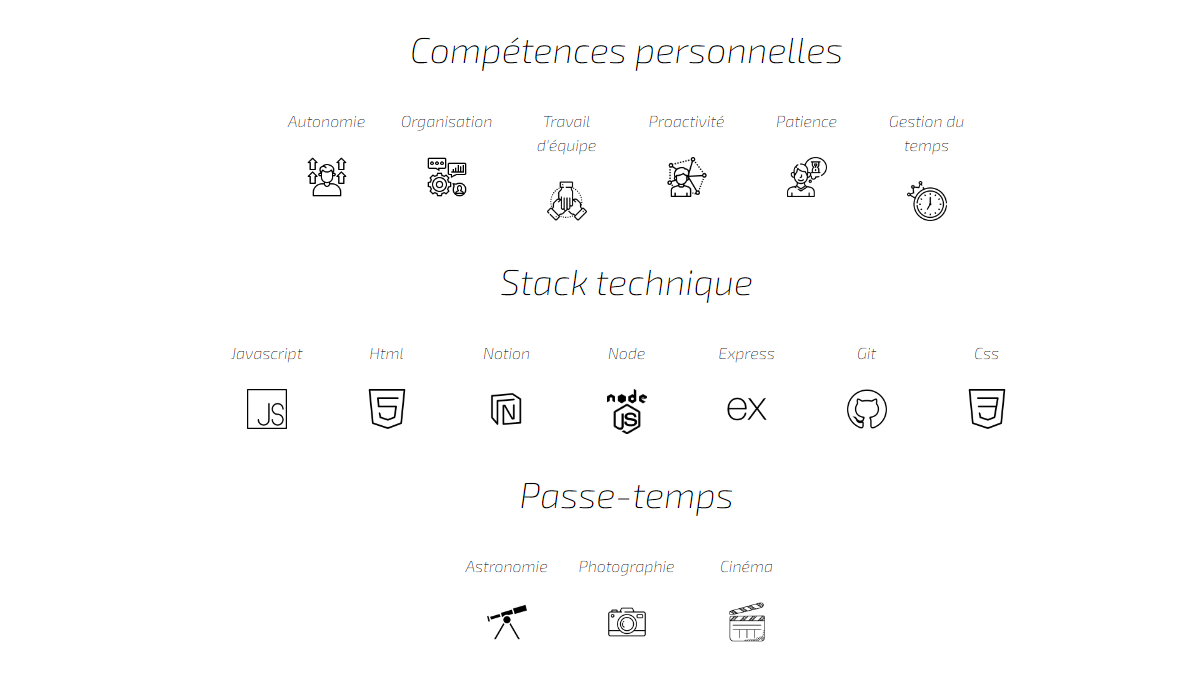 Compétences personnelles
Autonomie
Organisation
Travail
d'équipe
Proactivité
Patience
Gestion du
temps
Stack technique
Javascript
Html
Notion
Node
Express
Git
Css
JS
5
N
node
JS
ex
3
Passe-temps
Astronomie
Photographie
Cinéma